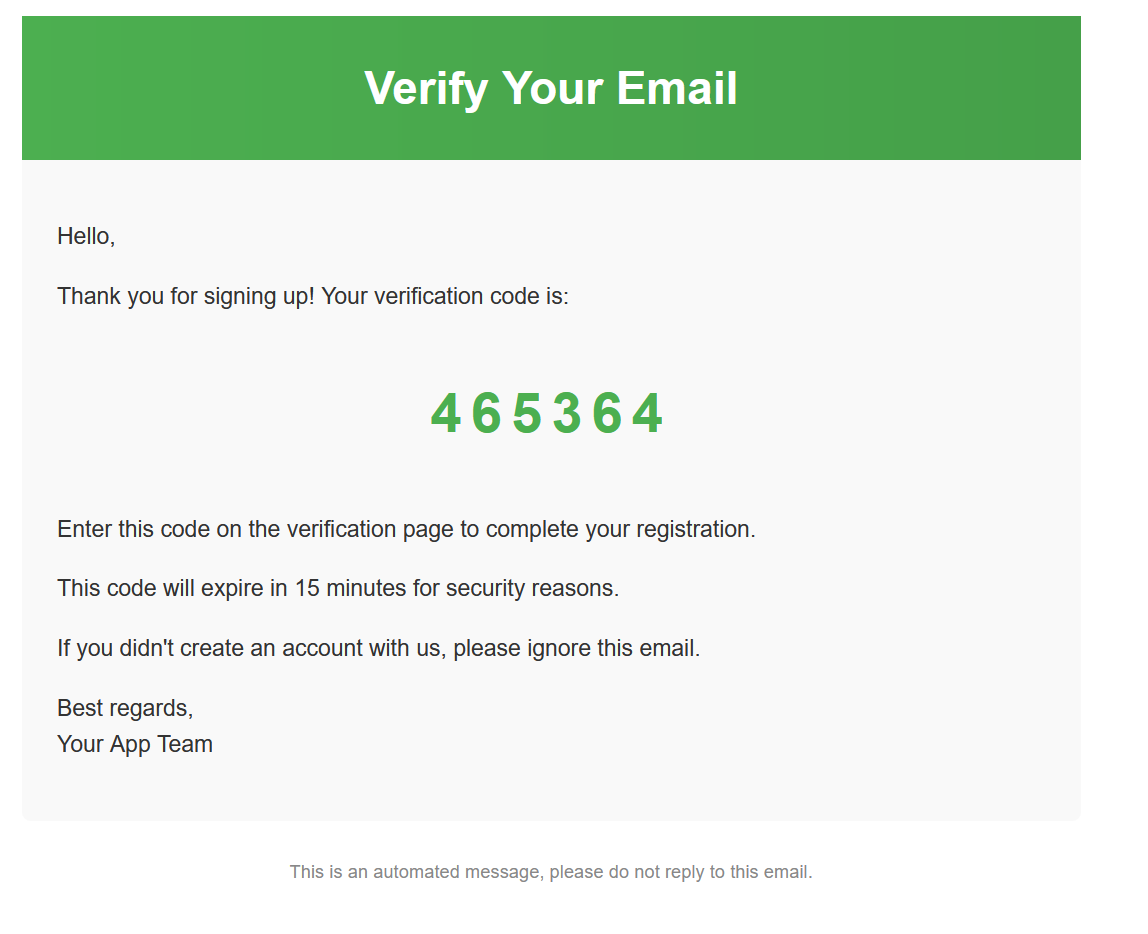 Verify Your Email
Hello,
Thank you for signing up! Your verification code is:
465364
Enter this code on the verification page to complete your registration.
This code will expire in 15 minutes for security reasons.
If you didn't create an account with us, please ignore this email.
Best regards,
Your App Team
This is an automated message, please do not reply to this email.